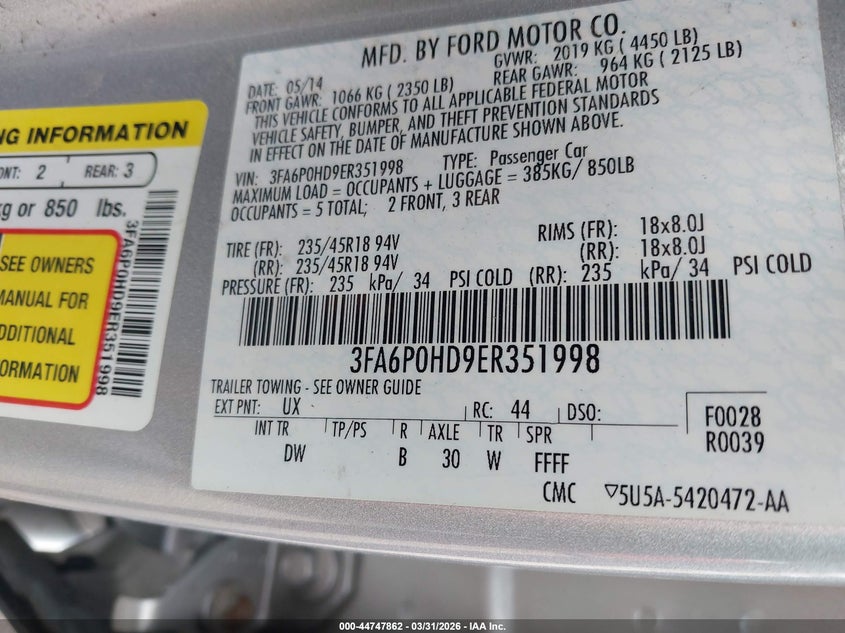 MFD. BY FORD MOTOR CO.
DATE: 05/14 GVWR: 2019 KG ( 4450 LB)
FRONT GAWR: 1066 KG ( 2350 LB) REAR GAWR: 964 KG ( 2125 LB)
THIS VEHICLE CONFORMS TO ALL APPLICABLE FEDERAL MOTOR
VEHICLE SAFETY, BUMPER, AND THEFT PREVENTION STANDARDS
IN EFFECT ON THE DATE OF MANUFACTURE SHOWN ABOVE.
VIN: 3FA6P0HD9ER351998 TYPE: Passenger Car
MAXIMUM LOAD = OCCUPANTS + LUGGAGE = 385KG/ 850LB
OCCUPANTS = 5 TOTAL; 2 FRONT, 3 REAR
TIRE (FR): 235/45R18 94V RIMS (FR): 18x8.0J
(RR): 235/45R18 94V (RR): 18x8.0J
PRESSURE (FR): 235 kPa/ 34 PSI COLD (RR): 235 kPa/ 34 PSI COLD
3FA6P0HD9ER351998
TRAILER TOWING - SEE OWNER GUIDE
EXT PNT: UX RC: 44 DSO: F0028
INT TR TP/PS R AXLE TR SPR R0039
DW B 30 W FFFF
CMC ▽5U5A-5420472-AA
NG INFORMATION
ONT: 2 REAR: 3
kg or 850 lbs.
SEE OWNERS
MANUAL FOR
DDITIONAL
ORMATION
3FA6P0HD9ER351998
000-44747862 - 03/31/2026 - IAA Inc.